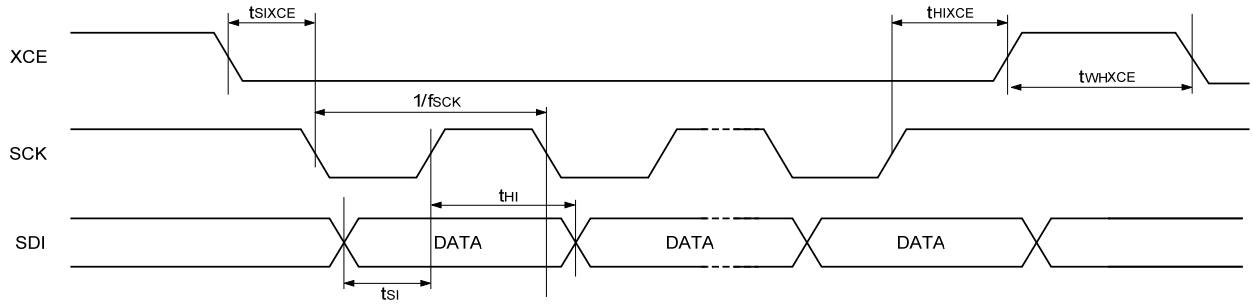 tSIXCE
tHIXCE
XCE
tWHXCE
1/fSCK
SCK
tHI
SDI
DATA
DATA
DATA
tSI